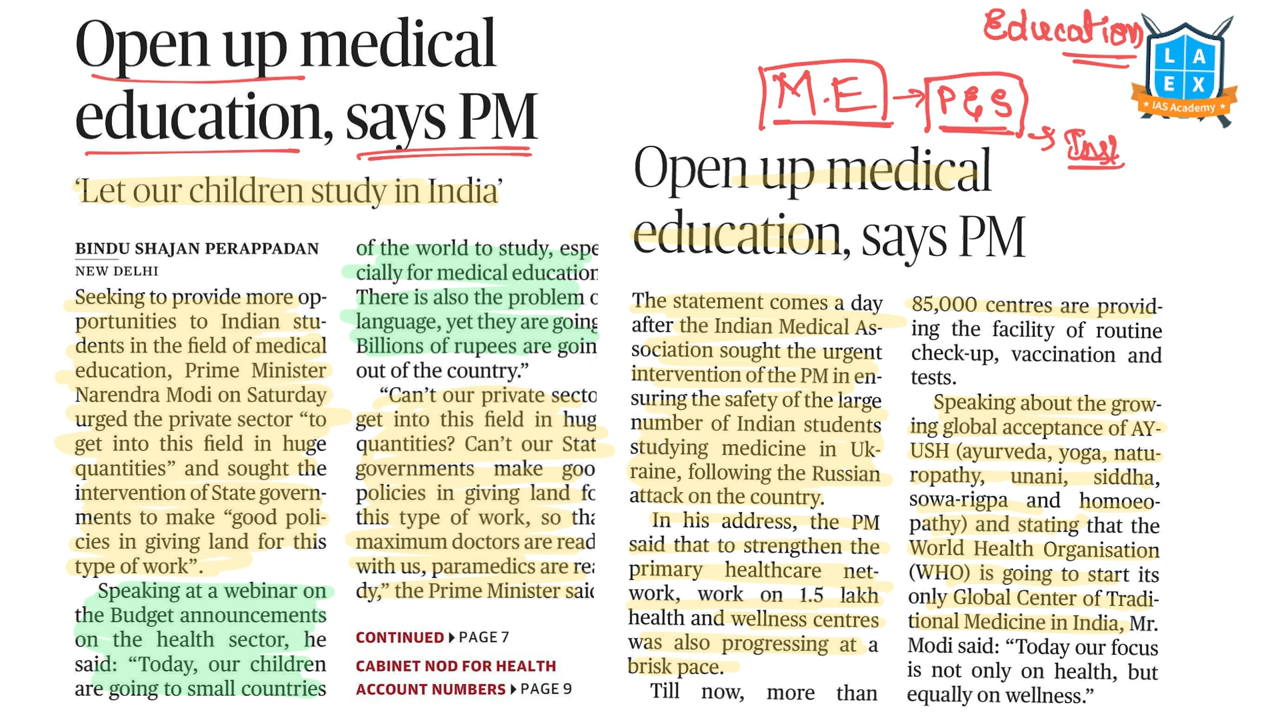 Open up medical
education, says PM
‘Let our children study in India’
BINDU SHAJAN PERAPPADAN
NEW DELHI
Seeking to provide more op-
portunities to Indian stu-
dents in the field of medical
education, Prime Minister
Narendra Modi on Saturday
urged the private sector “to
get into this field in huge
quantities” and sought the
intervention of State govern-
ments to make “good poli-
cies in giving land for this
type of work”.
Speaking at a webinar on
the Budget announcements
on the health sector, he
said: “Today, our children
are going to small countries
of the world to study, espe
cially for medical education
There is also the problem o
language, yet they are going
Billions of rupees are goin
out of the country.”
“Can’t our private secto
get into this field in hug
quantities? Can’t our Stat
governments make goo
policies in giving land fo
this type of work, so tha
maximum doctors are read
with us, paramedics are rea
dy,” the Prime Minister said
CONTINUED PAGE 7
CABINET NOD FOR HEALTH
ACCOUNT NUMBERS PAGE 9
Education
M.E → P&S
→ Inst
L A
E X
IAS Academy
Open up medical
education, says PM
The statement comes a day
after the Indian Medical As-
sociation sought the urgent
intervention of the PM in en-
suring the safety of the large
number of Indian students
studying medicine in Uk-
raine, following the Russian
attack on the country.
In his address, the PM
said that to strengthen the
primary healthcare net-
work, work on 1.5 lakh
health and wellness centres
was also progressing at a
brisk pace.
Till now, more than
85,000 centres are provid-
ing the facility of routine
check-up, vaccination and
tests.
Speaking about the grow-
ing global acceptance of AY-
USH (ayurveda, yoga, natu-
ropathy, unani, siddha,
sowa-rigpa and homoeo-
pathy) and stating that the
World Health Organisation
(WHO) is going to start its
only Global Center of Tradi-
tional Medicine in India, Mr.
Modi said: “Today our focus
is not only on health, but
equally on wellness.”